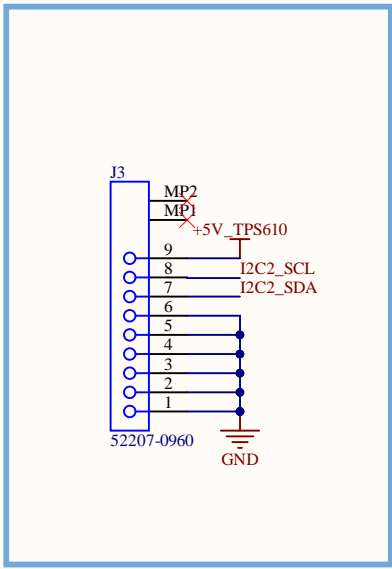 J3
MP2
MP1
+5V_TPS610
9
8
I2C2_SCL
7
I2C2_SDA
6
5
4
3
2
1
52207-0960
GND